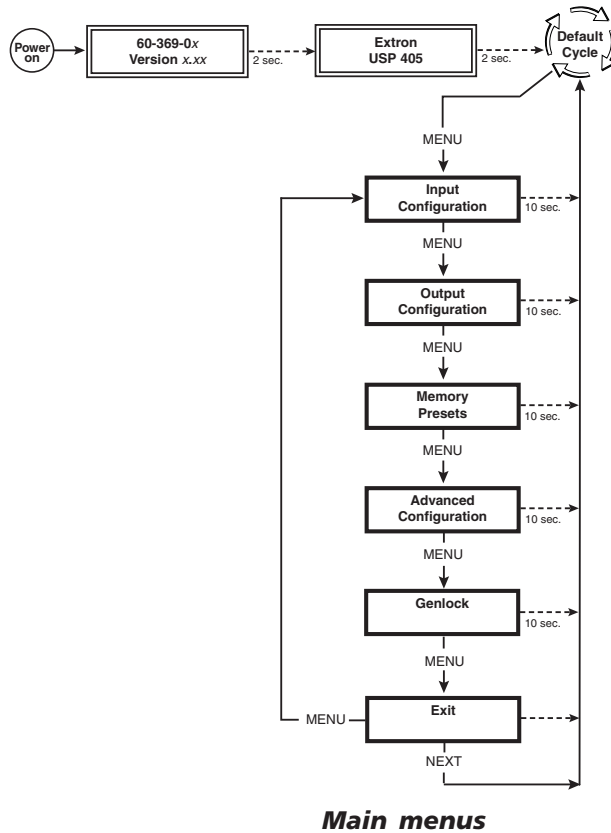 Power
on
60-369-0x
Version x.xx
2 sec.
Extron
USP 405
2 sec.
Default
Cycle
MENU
Input
Configuration
10 sec.
MENU
Output
Configuration
10 sec.
MENU
Memory
Presets
10 sec.
MENU
Advanced
Configuration
10 sec.
MENU
Genlock
10 sec.
MENU
MENU
Exit
NEXT
Main menus